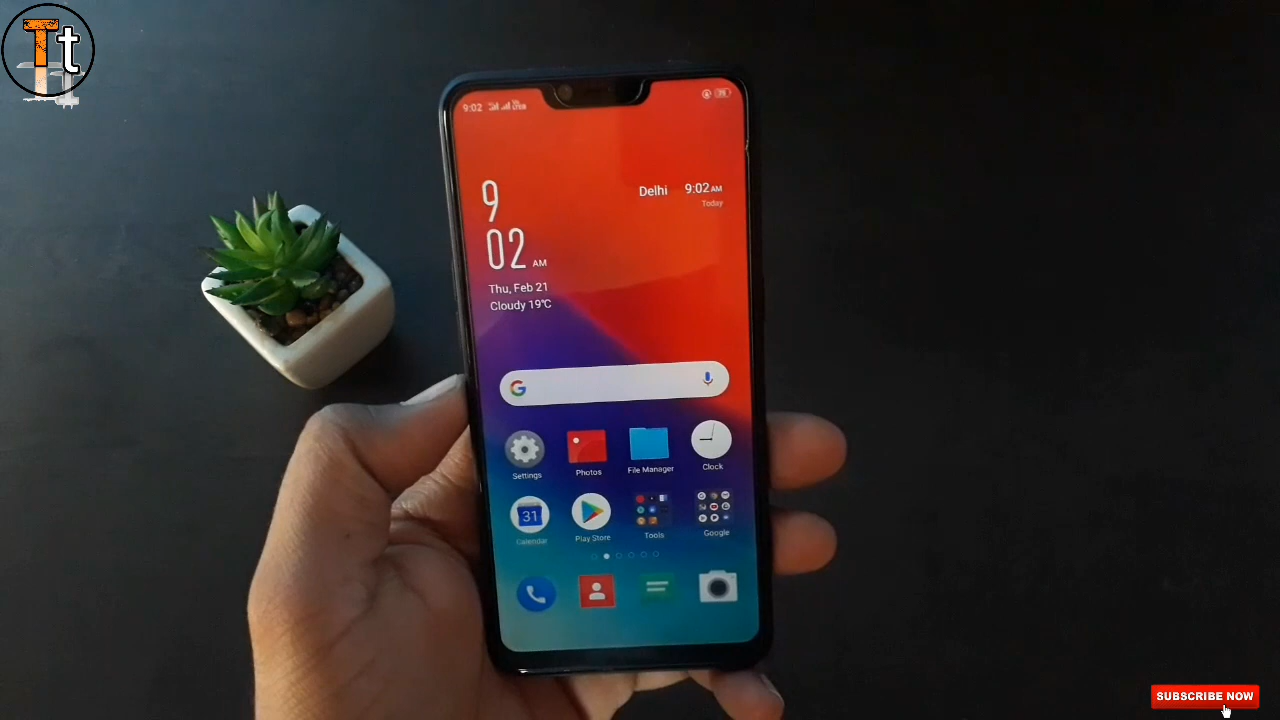 Tt
9:02
9
02 AM
Delhi 9:02 AM
Today
Thu, Feb 21
Cloudy 19°C
G
Settings
Photos
File Manager
Clock
31
Calendar
Play Store
Tools
Google
SUBSCRIBE NOW